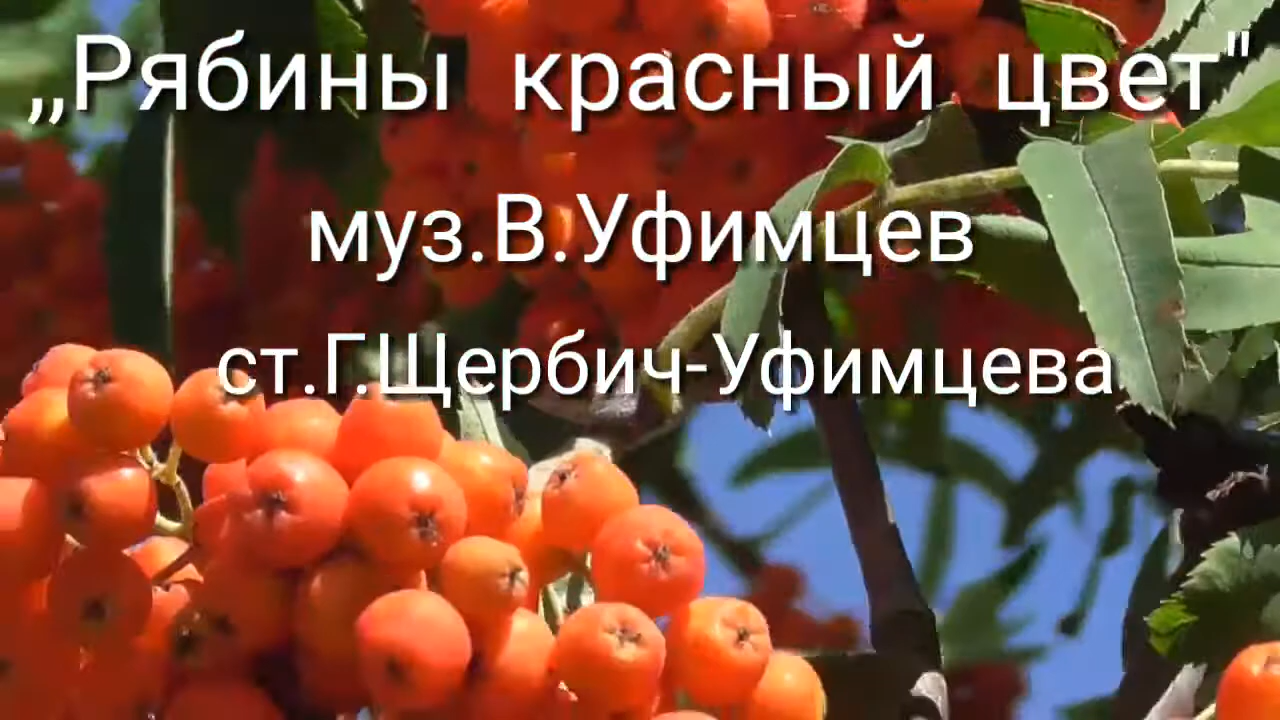 „Рябины красный цвет"
муз.В.Уфимцев
ст.Г.Щербич-Уфимцева